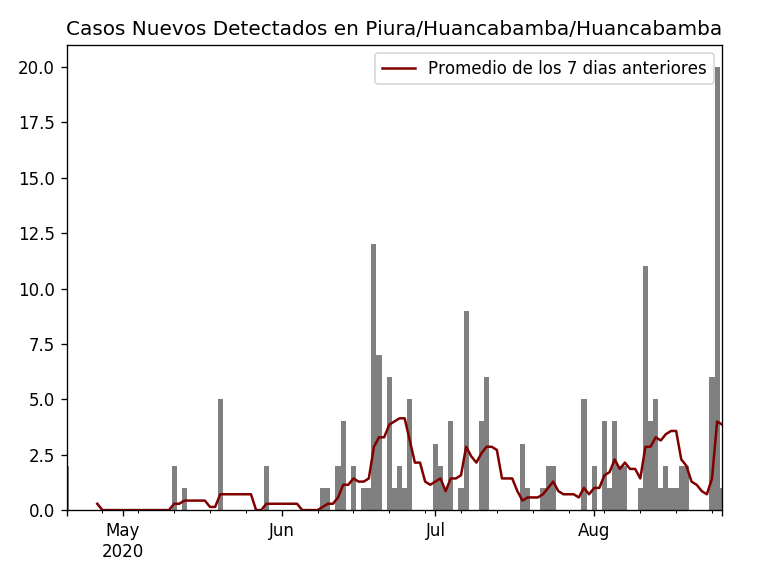 Casos Nuevos Detectados en Piura/Huancabamba/Huancabamba
Promedio de los 7 dias anteriores
20.0
17.5
15.0
12.5
10.0
7.5
5.0
2.5
0.0
May
2020
Jun
Jul
Aug